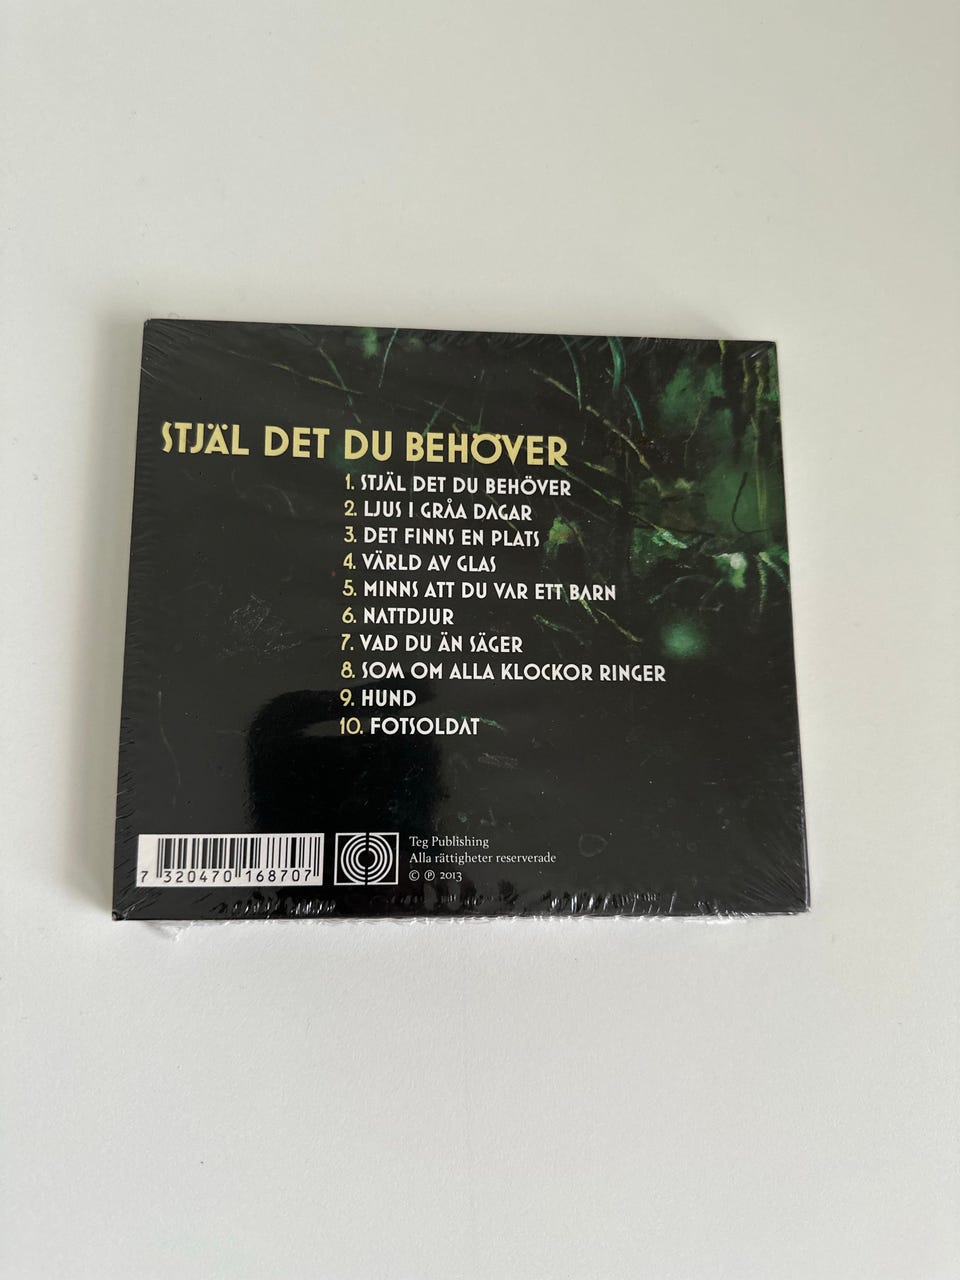 STJÄL DET DU BEHÖVER
1. STJÄL DET DU BEHÖVER
2. LJUS I GRÅA DAGAR
3. DET FINNS EN PLATS
4. VÄRLD AV GLAS
5. MINNS ATT DU VAR ETT BARN
6. NATTDJUR
7. VAD DU ÄN SÄGER
8. SOM OM ALLA KLOCKOR RINGER
9. HUND
10. FOTSOLDAT
7 320470 168707
Teg Publishing
Alla rättigheter reserverade
© ℗ 2013